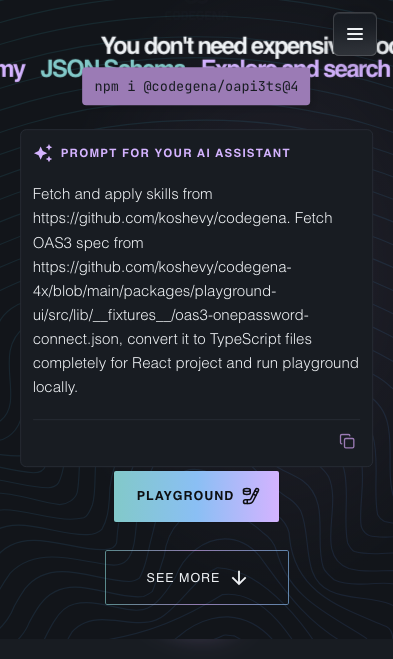 You don't need expensiv
my JSON Schema Explore and search
npm i @codegena/oapi3ts@4
PROMPT FOR YOUR AI ASSISTANT
Fetch and apply skills from
https://github.com/koshevy/codegena. Fetch
OAS3 spec from
https://github.com/koshevy/codegena-
4x/blob/main/packages/playground-
ui/src/lib/__fixtures__/oas3-onepassword-
connect.json, convert it to TypeScript files
completely for React project and run playground
locally.
PLAYGROUND
SEE MORE